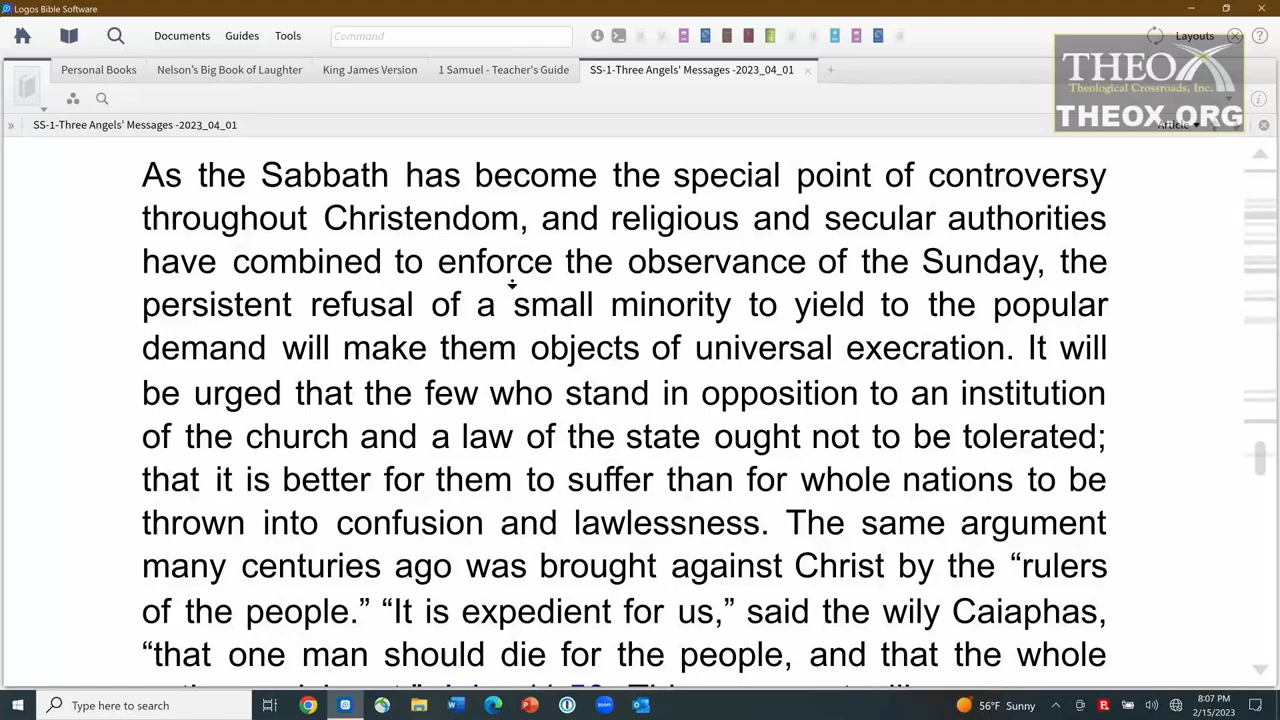 Logos Bible Software
Documents Guides Tools Command Layouts
Personal Books Nelson's Big Book of Laughter King James Versi 1 Samuel - Teacher's Guide SS-1-Three Angels' Messages -2023_04_01
THEOX
Theological Crossroads, Inc.
THEOX.ORG
» SS-1-Three Angels' Messages -2023_04_01 Article
As the Sabbath has become the special point of controversy
throughout Christendom, and religious and secular authorities
have combined to enforce the observance of the Sunday, the
persistent refusal of a small minority to yield to the popular
demand will make them objects of universal execration. It will
be urged that the few who stand in opposition to an institution
of the church and a law of the state ought not to be tolerated;
that it is better for them to suffer than for whole nations to be
thrown into confusion and lawlessness. The same argument
many centuries ago was brought against Christ by the “rulers
of the people.” “It is expedient for us,” said the wily Caiaphas,
“that one man should die for the people, and that the whole
Type here to search
56°F Sunny
8:07 PM
2/15/2023